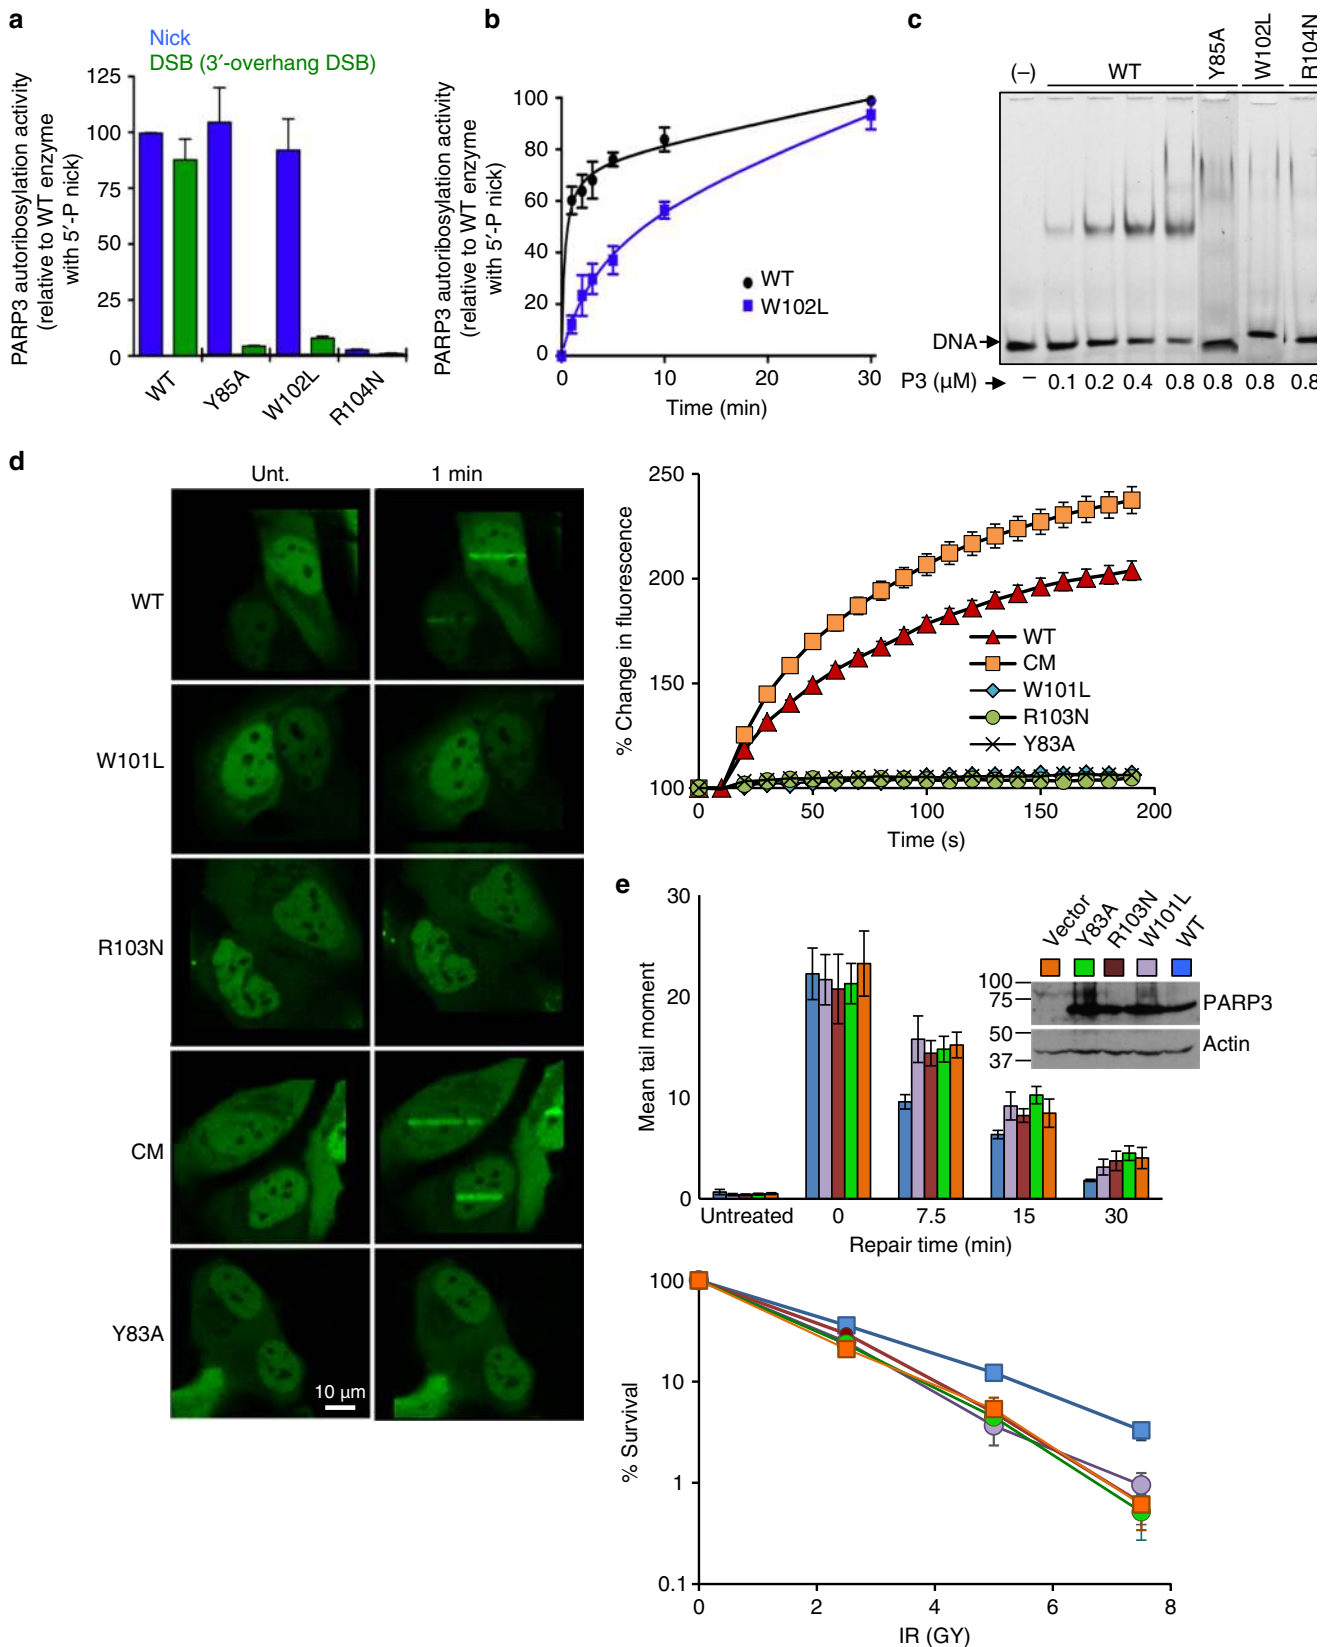 a
Nick
DSB (3′-overhang DSB)
PARP3 autoribosylation activity
(relative to WT enzyme
with 5′-P nick)
125
100
75
50
25
0
WT
Y85A
W102L
R104N
b
PARP3 autoribosylation activity
(relative to WT enzyme
with 5′-P nick)
100
80
60
40
20
0
WT
W102L
0 10 20 30
Time (min)
c
(–) WT Y85A W102L R104N
DNA
P3 (µM) – 0.1 0.2 0.4 0.8 0.8 0.8 0.8
d
Unt. 1 min
WT
W101L
R103N
CM
Y83A
10 µm
% Change in fluorescence
250
200
150
100
WT
CM
W101L
R103N
Y83A
0 50 100 150 200
Time (s)
e
Mean tail moment
30
20
10
0
Vector
Y83A
R103N
W101L
WT
100
75
50
37
PARP3
Actin
Untreated 0 7.5 15 30
Repair time (min)
% Survival
100
10
1
0.1
0 2 4 6 8
IR (GY)